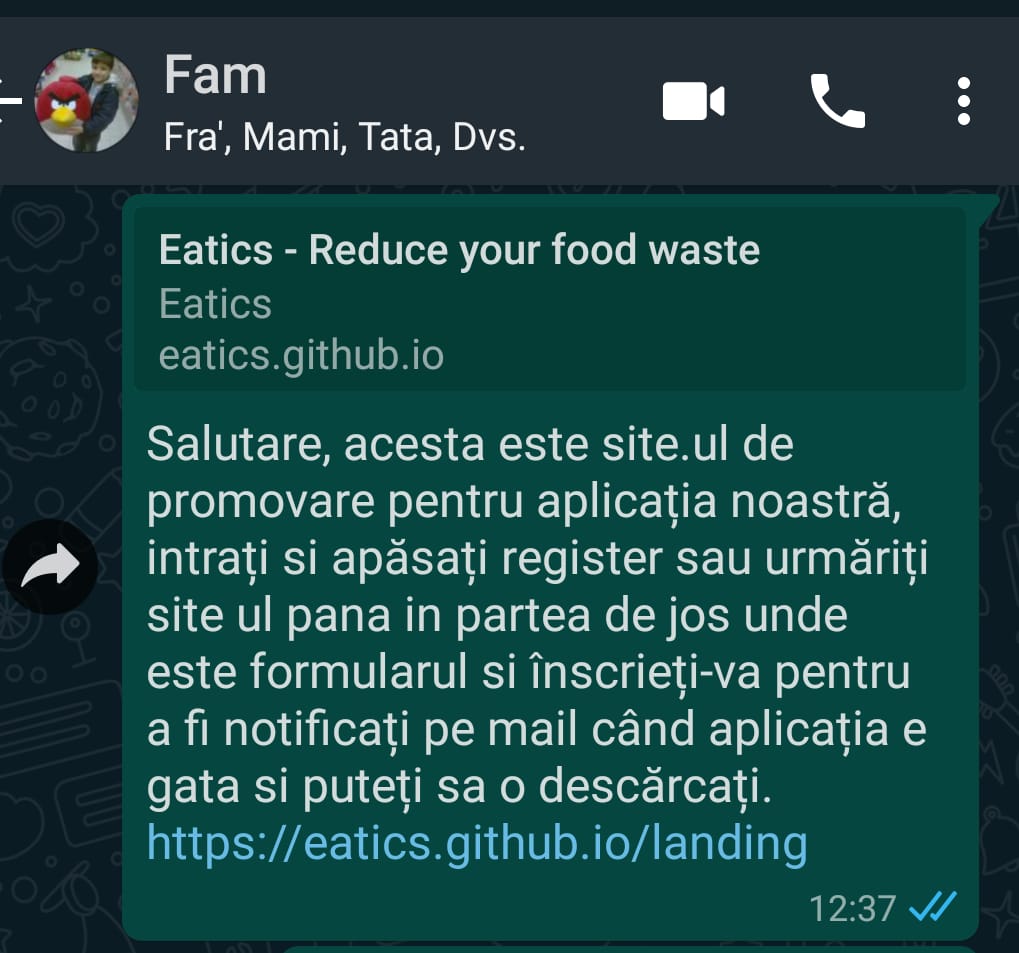 Fam
Fra', Mami, Tata, Dvs.
Eatics - Reduce your food waste
Eatics
eatics.github.io
Salutare, acesta este site.ul de
promovare pentru aplicația noastră,
intrați si apăsați register sau urmăriți
site ul pana in partea de jos unde
este formularul si înscrieți-va pentru
a fi notificați pe mail când aplicația e
gata si puteți sa o descărcați.
https://eatics.github.io/landing
12:37